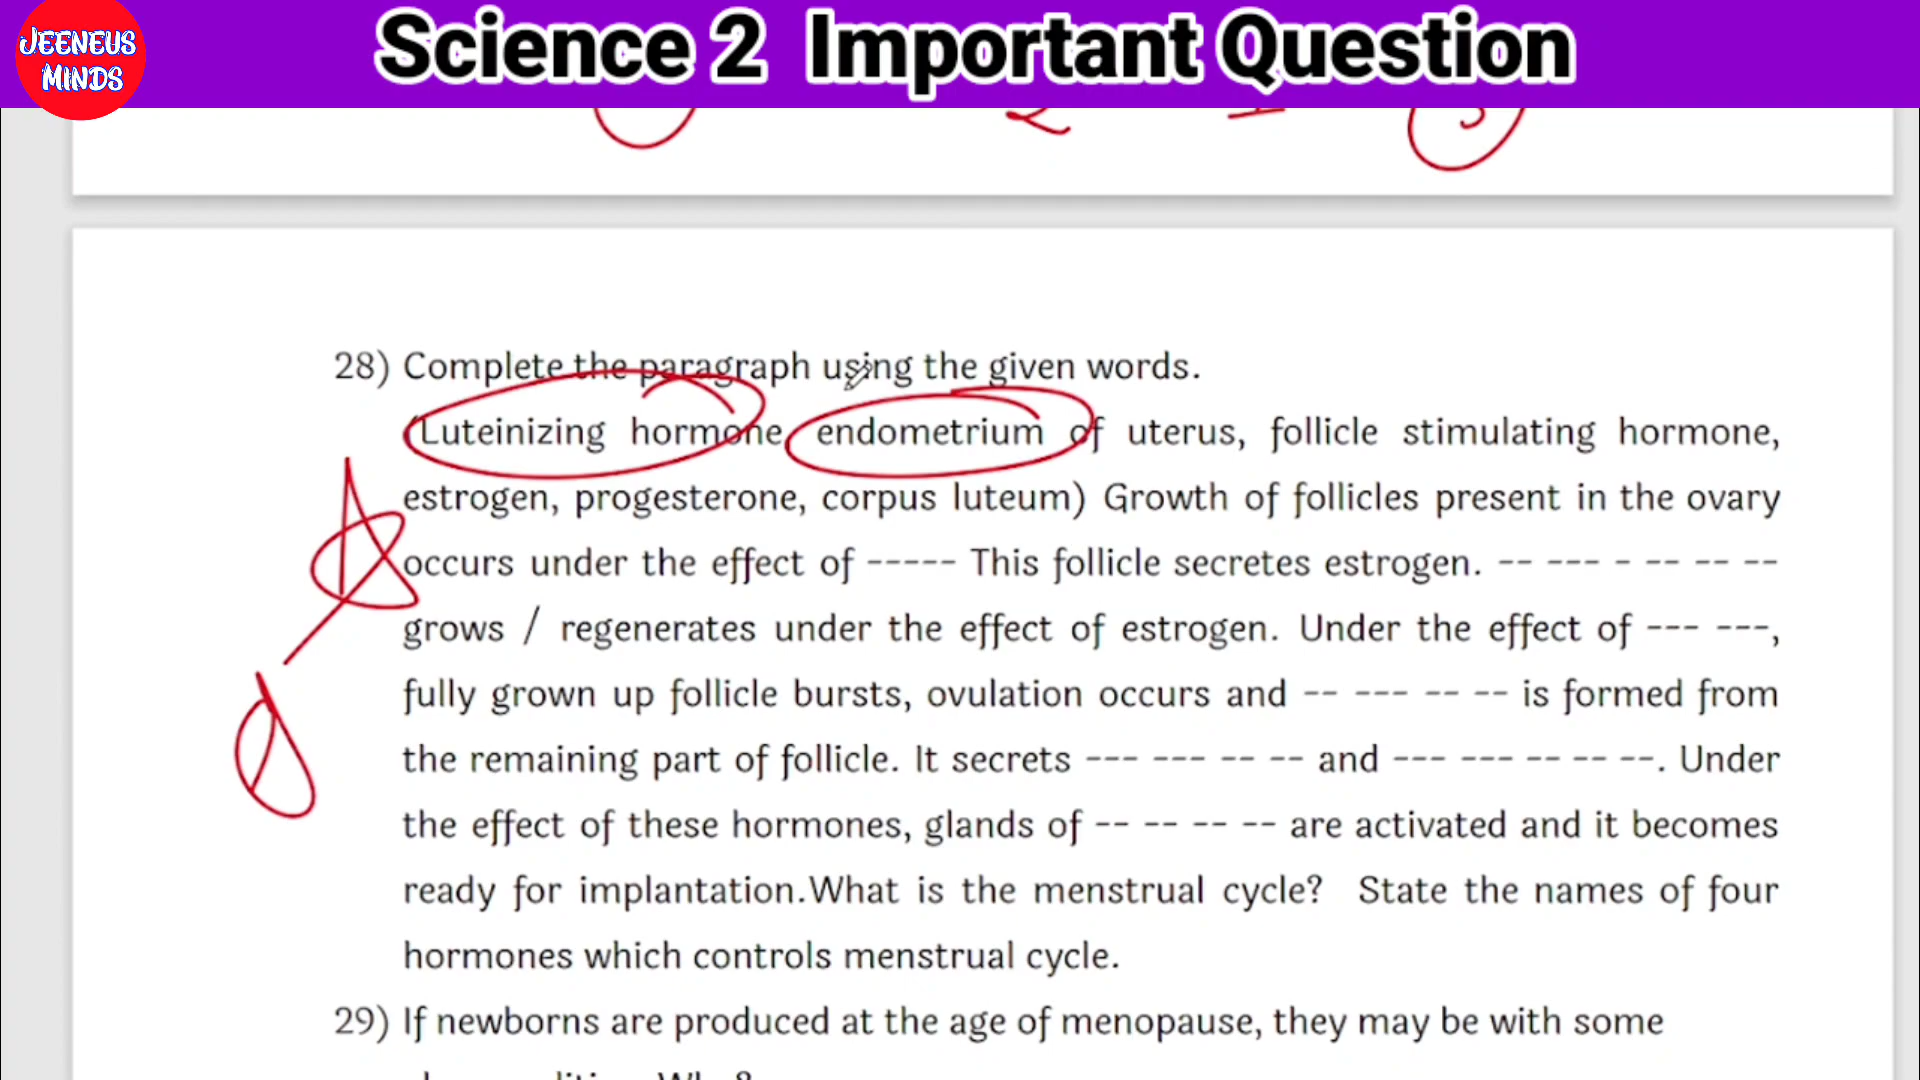 JEENEUS
MINDS
Science 2 Important Question
28) Complete the paragraph using the given words.
(Luteinizing hormone, endometrium of uterus, follicle stimulating hormone,
estrogen, progesterone, corpus luteum) Growth of follicles present in the ovary
occurs under the effect of ----- This follicle secretes estrogen. -- --- - -- -- --
grows / regenerates under the effect of estrogen. Under the effect of --- ---,
fully grown up follicle bursts, ovulation occurs and -- --- -- -- is formed from
the remaining part of follicle. It secrets --- --- -- -- and --- --- -- -- --. Under
the effect of these hormones, glands of -- -- -- -- are activated and it becomes
ready for implantation.What is the menstrual cycle? State the names of four
hormones which controls menstrual cycle.
29) If newborns are produced at the age of menopause, they may be with some